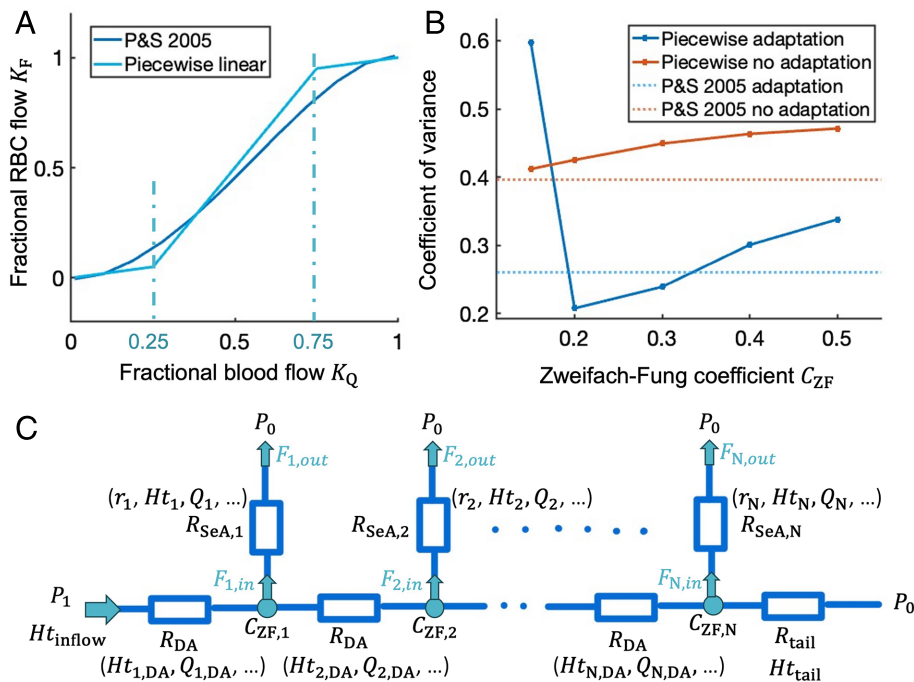 A
P&S 2005
Piecewise linear
Fractional RBC flow K_F
1
0.5
0
0 0.25 0.5 0.75 1
Fractional blood flow K_Q
B
Piecewise adaptation
Piecewise no adaptation
P&S 2005 adaptation
P&S 2005 no adaptation
Coefficient of variance
0.6
0.5
0.4
0.3
0.2
0.2 0.3 0.4 0.5
Zweifach-Fung coefficient C_ZF
C
P_0 P_0 P_0
F_1,out F_2,out F_N,out
(r_1, Ht_1, Q_1, ...) (r_2, Ht_2, Q_2, ...) (r_N, Ht_N, Q_N, ...)
R_SeA,1 R_SeA,2 R_SeA,N
F_1,in F_2,in F_N,in
P_1 P_0
Ht_inflow R_DA C_ZF,1 R_DA C_ZF,2 R_DA C_ZF,N R_tail
(Ht_1,DA, Q_1,DA, ...) (Ht_2,DA, Q_2,DA, ...) (Ht_N,DA, Q_N,DA, ...) Ht_tail